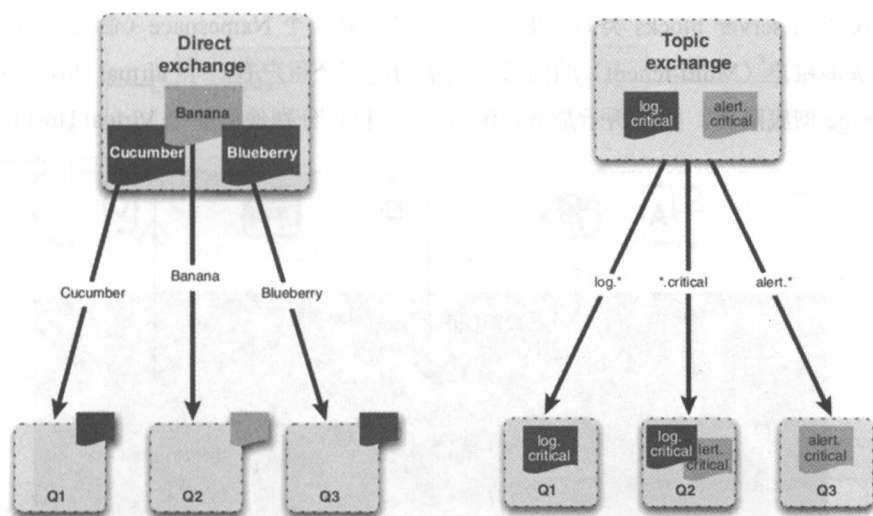 Direct
exchange
Banana
Cucumber
Blueberry
Cucumber
Banana
Blueberry
Q1
Q2
Q3
Topic
exchange
log.
critical
alert.
critical
log.*
*.critical
alert.*
log.
critical
Q1
log.
critical
alert.
critical
Q2
alert.
critical
Q3